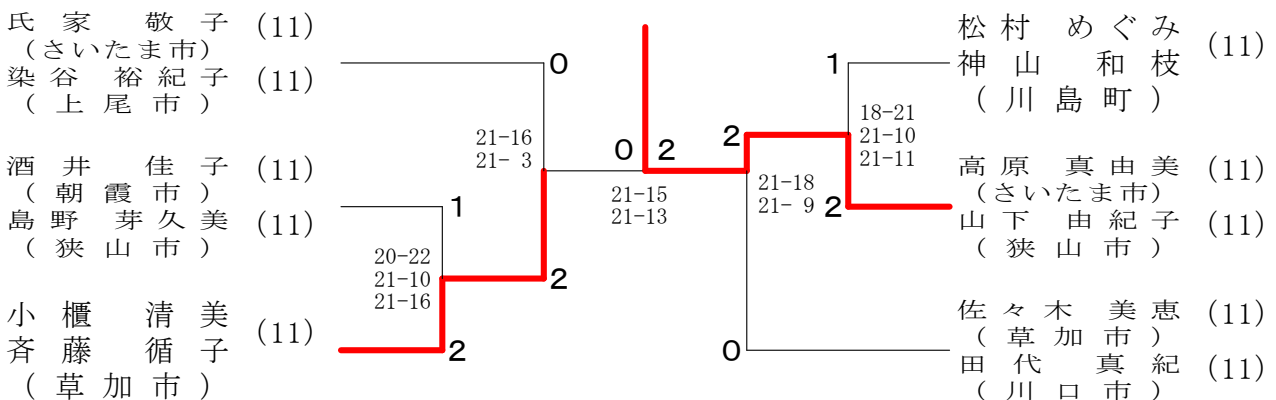 氏家 敬子 (11)
(さいたま市)
染谷 裕紀子 (11)
(上尾市)
酒井 佳子 (11)
(朝霞市)
島野 芽久美 (11)
(狭山市)
小櫃 清美
斉藤 循子 (11)
(草加市)
0
21-16
21- 3
1
20-22
21-10
21-16
2
2
0 2
21-15
21-13
2
21-18
21- 9
0
1
18-21
21-10
21-11
2
松村 めぐみ
神山 和枝 (11)
(川島町)
高原 真由美 (11)
(さいたま市)
山下 由紀子 (11)
(狭山市)
佐々木 美恵 (11)
(草加市)
田代 真紀 (11)
(川口市)